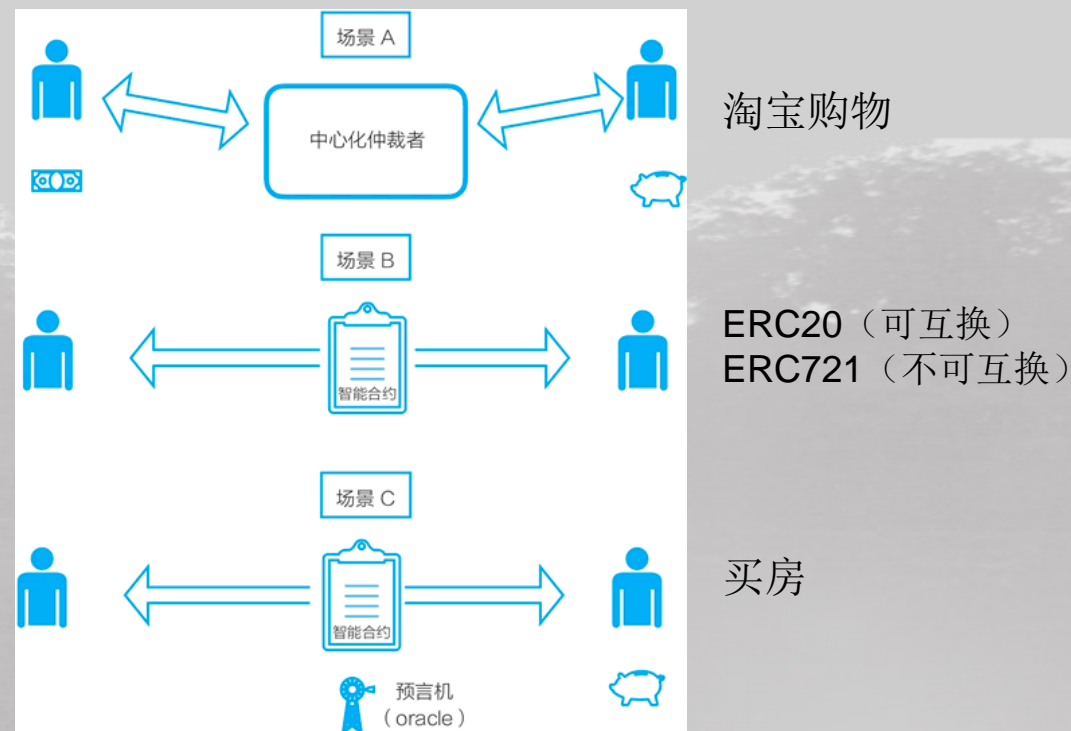 场景 A
中心化仲裁者
淘宝购物
场景 B
智能合约
ERC20（可互换）
ERC721（不可互换）
场景 C
智能合约
买房
预言机
（oracle）